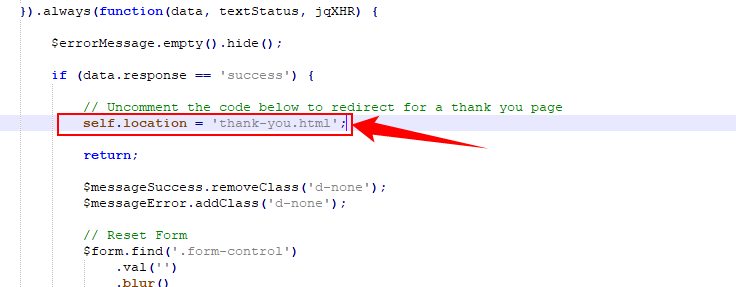 }).always(function(data, textStatus, jqXHR) {
$errorMessage.empty().hide();
if (data.response == 'success') {
// Uncomment the code below to redirect for a thank you page
self.location = 'thank-you.html';
return;
$messageSuccess.removeClass('d-none');
$messageError.addClass('d-none');
// Reset Form
$form.find('.form-control')
.val('')
.blur()